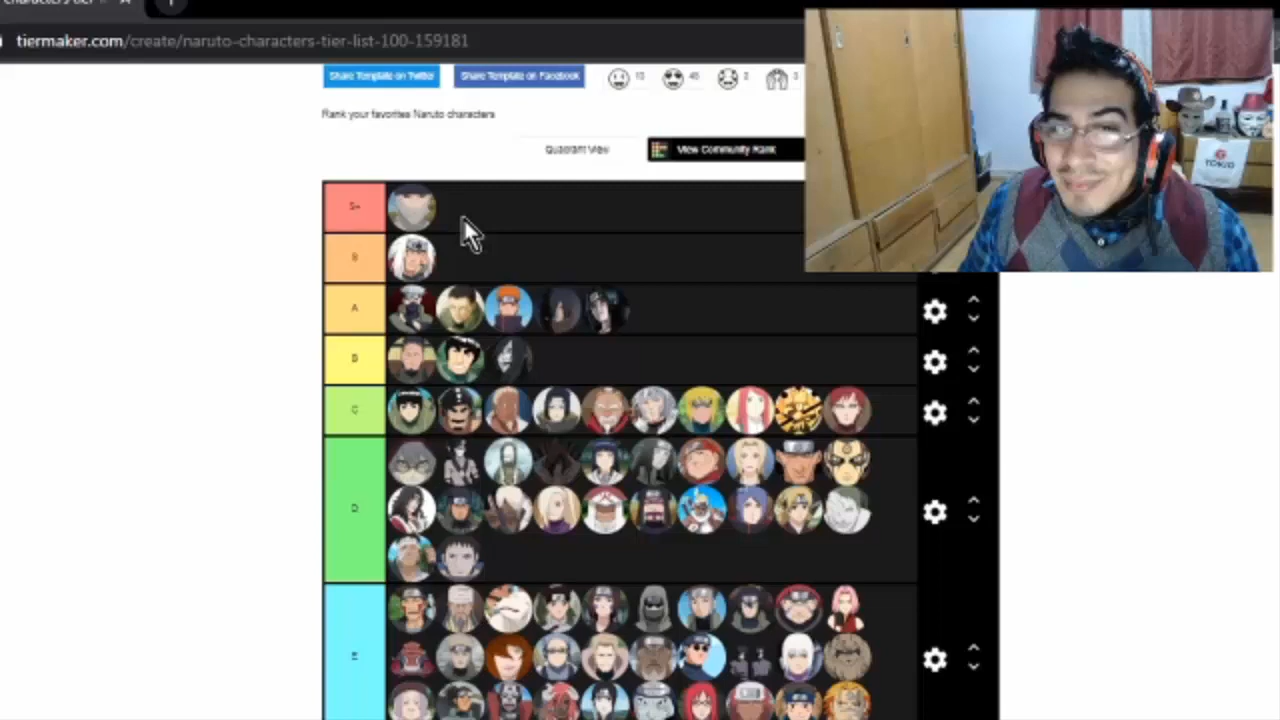 tiermaker.com/create/naruto-characters-tier-list-100-159181
Share Template on Twitter
Share Template on Facebook
Rank your favorites Naruto characters
Quadrant View
View Community Rank
S+
A
B
C
D
E
TOKIO